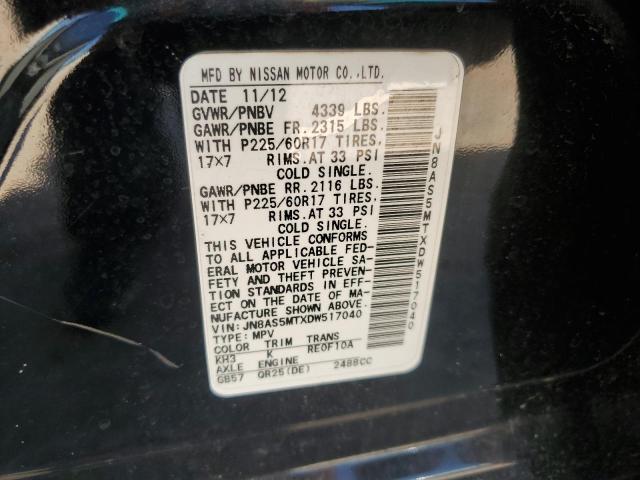 MFD BY NISSAN MOTOR CO.,LTD.
DATE 11/12
GVWR/PNBV 4339 LBS.
GAWR/PNBE FR. 2315 LBS.
WITH P225/60R17 TIRES,
17×7 RIMS.AT 33 PSI
COLD SINGLE.
GAWR/PNBE RR. 2116 LBS.
WITH P225/60R17 TIRES,
17×7 RIMS.AT 33 PSI
COLD SINGLE.
THIS VEHICLE CONFORMS
TO ALL APPLICABLE FED-
ERAL MOTOR VEHICLE SA-
FETY AND THEFT PREVEN-
TION STANDARDS IN EFF-
ECT ON THE DATE OF MA-
NUFACTURE SHOWN ABOVE.
VIN: JN8AS5MTXDW517040
TYPE: MPV
COLOR TRIM TRANS
KH3 K RE0F10A
AXLE ENGINE
GB57 QR25(DE) 2488CC
JN8AS5MTXDW517040